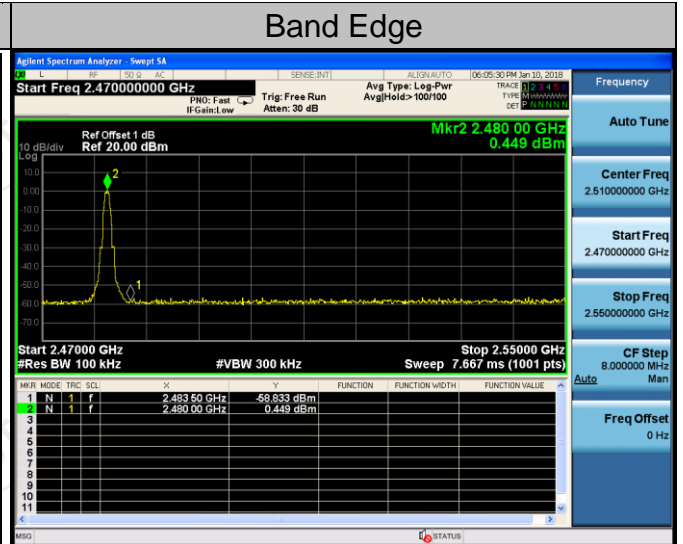 Band Edge
Agilent Spectrum Analyzer - Swept SA
L RF 50 Ω AC SENSE:INT ALIGN AUTO 06:05:30 PM Jan 10, 2018
Start Freq 2.470000000 GHz
PNO: Fast
IFGain:Low
Trig: Free Run
Atten: 30 dB
Avg Type: Log-Pwr
Avg|Hold:>100/100
TRACE 1 2 3 4 5 6
TYPE M
DET P N N N N N
Ref Offset 1 dB
10 dB/div Ref 20.00 dBm
Log
Mkr2 2.480 00 GHz
0.449 dBm
10.0
0.00
-10.0
-20.0
-30.0
-40.0
-50.0
-60.0
-70.0
2
1
Start 2.47000 GHz Stop 2.55000 GHz
#Res BW 100 kHz #VBW 300 kHz Sweep 7.667 ms (1001 pts)
MKR MODE TRC SCL X Y FUNCTION FUNCTION WIDTH FUNCTION VALUE
1 N 1 f 2.483 50 GHz -58.833 dBm
2 N 1 f 2.480 00 GHz 0.449 dBm
3
4
5
6
7
8
9
10
11
MSG STATUS
Frequency
Auto Tune
Center Freq
2.510000000 GHz
Start Freq
2.470000000 GHz
Stop Freq
2.550000000 GHz
CF Step
8.000000 MHz
Auto Man
Freq Offset
0 Hz